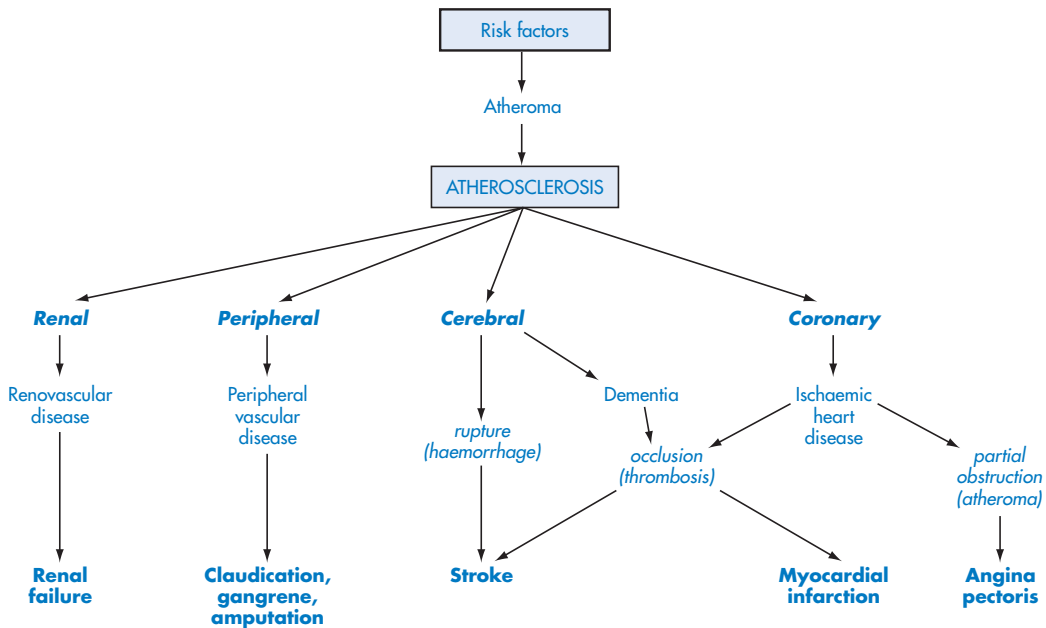 Risk factors
Atheroma
ATHEROSCLEROSIS
Renal
Peripheral
Cerebral
Coronary
Renovascular
disease
Peripheral
vascular
disease
rupture
(haemorrhage)
Dementia
occlusion
(thrombosis)
Ischaemic
heart
disease
partial
obstruction
(atheroma)
Renal
failure
Claudication,
gangrene,
amputation
Stroke
Myocardial
infarction
Angina
pectoris